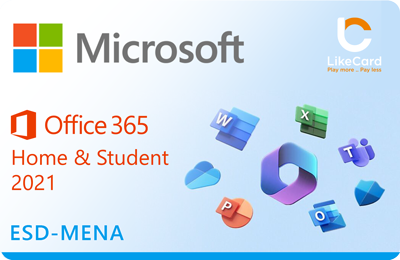 Microsoft
LikeCard
Play more .. Pay less
Office 365
Home & Student
2021
W
X
T
P
O
ESD-MENA